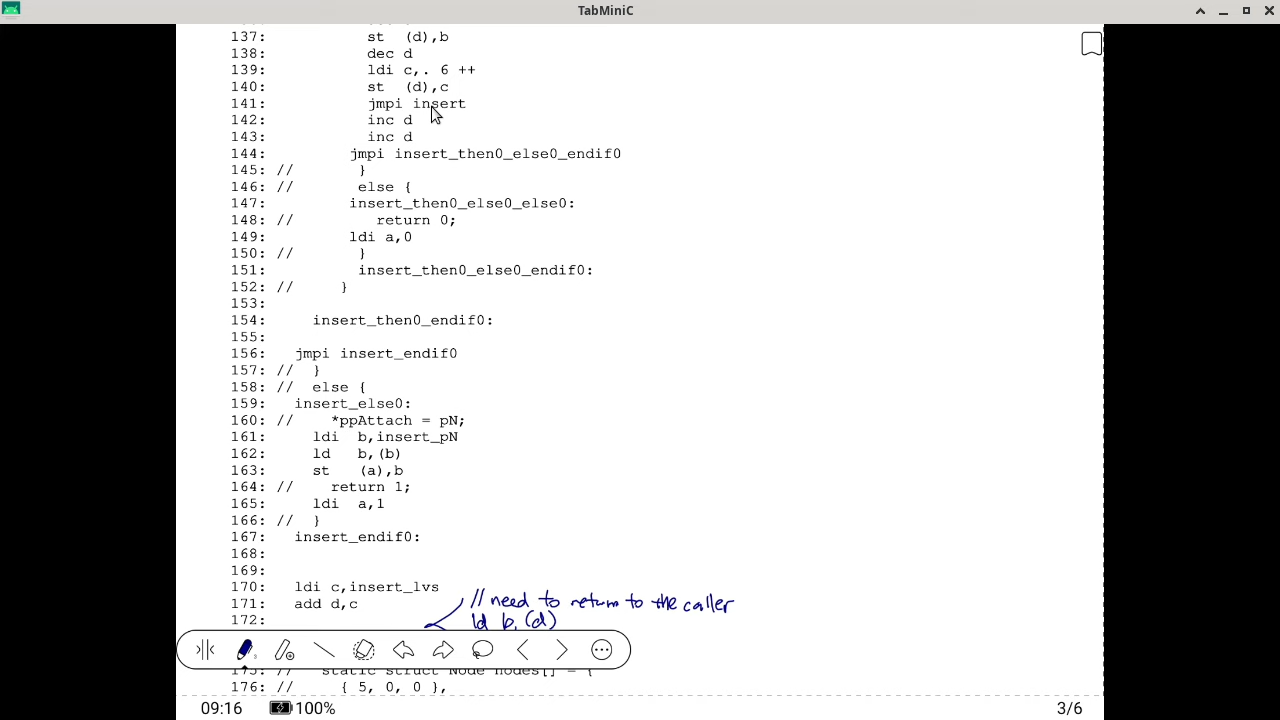 TabMiniC
137: st (d),b
138: dec d
139: ldi c,. 6 ++
140: st (d),c
141: jmpi insert
142: inc d
143: inc d
144: jmpi insert_then0_else0_endif0
145: // }
146: // else {
147: insert_then0_else0_else0:
148: // return 0;
149: ldi a,0
150: // }
151: insert_then0_else0_endif0:
152: // }
153:
154: insert_then0_endif0:
155:
156: jmpi insert_endif0
157: // }
158: // else {
159: insert_else0:
160: // *ppAttach = pN;
161: ldi b,insert_pN
162: ld b,(b)
163: st (a),b
164: // return 1;
165: ldi a,1
166: // }
167: insert_endif0:
168:
169:
170: ldi c,insert_lvs
171: add d,c
// need to return to the caller
172:
ld b,(d)
175: // static struct Node nodes[] = {
176: // { 5, 0, 0 },
09:16 100% 3/6